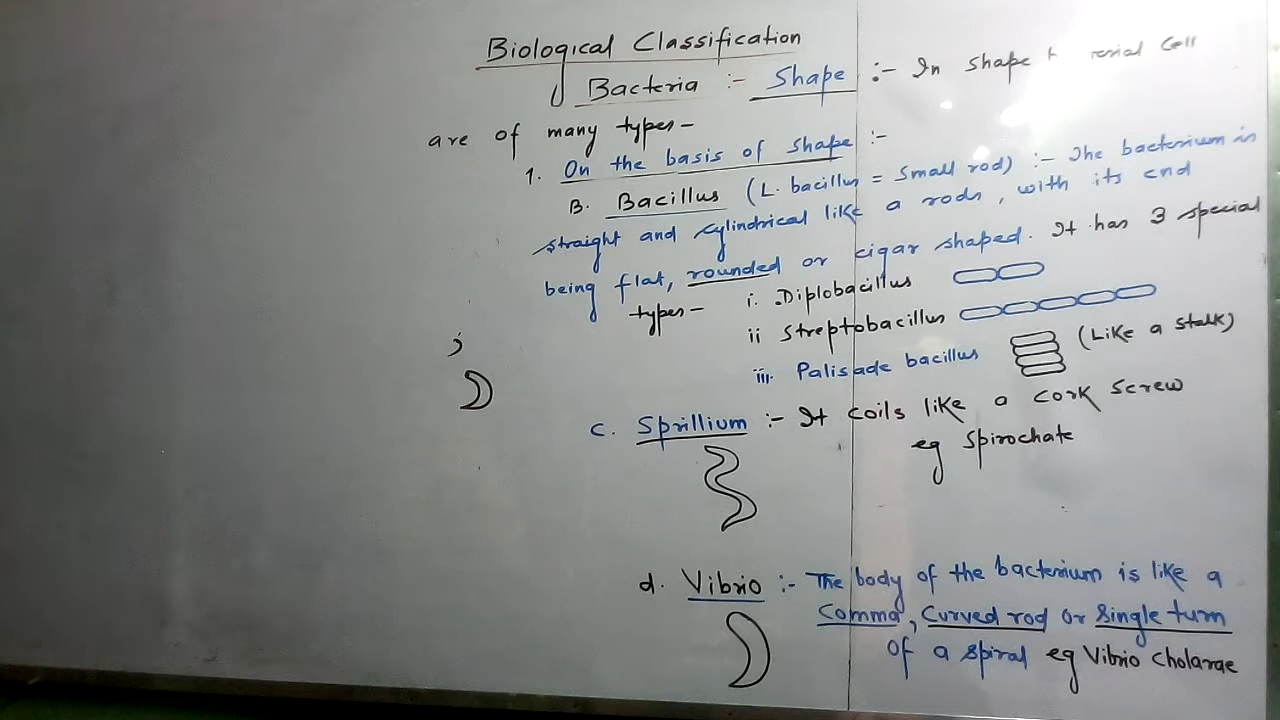 Biological Classification
Bacteria :- Shape :- In shape cell
are of many types-
1. On the basis of shape :-
B. Bacillus (L. bacillus = small rod) :- The bacterium is
straight and cylindrical like a rods, with its end
being flat, rounded or cigar shaped. It has 3 special
types- i. Diplobacillus
ii Streptobacillus
iii. Palisade bacillus (Like a stalk)
c. Sprillium :- It coils like a cork screw
eg Spirochate
d. Vibrio :- The body of the bacterium is like a
Comma, Curved rod or Single turn
of a spiral eg Vibrio cholarae